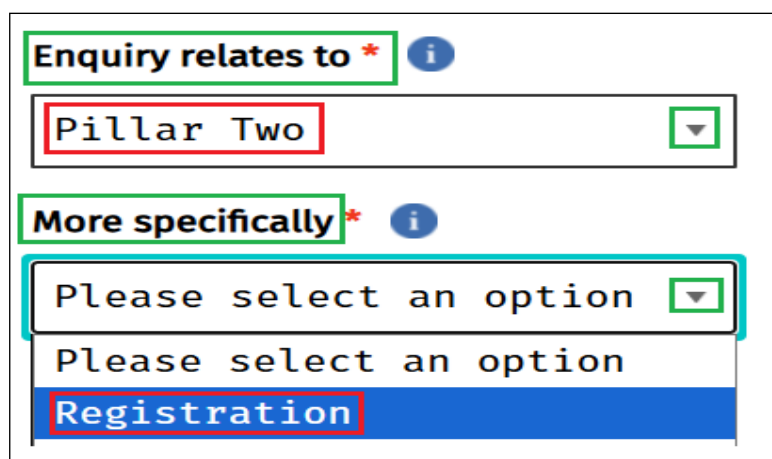 Enquiry relates to * i
Pillar Two
More specifically * i
Please select an option
Please select an option
Registration